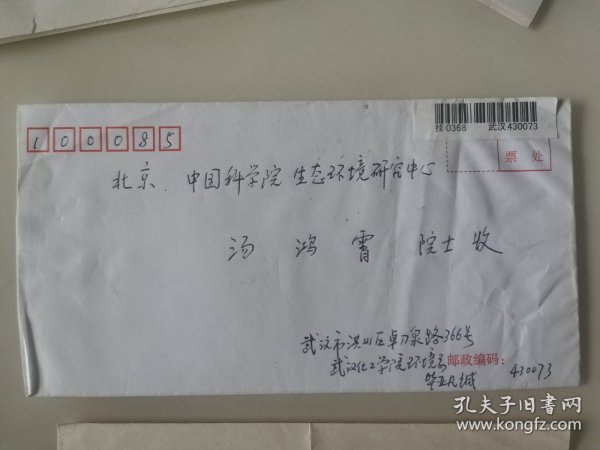 挂0368 武汉430073
100085
票 处
北京. 中国科学院 生态环境研究中心
汤 鸿 霄 院士 收
武汉市洪山区卓刀泉路366号
武汉化工学院环境系
邮政编码:
430073
孔夫子旧书网
www.kongfz.com